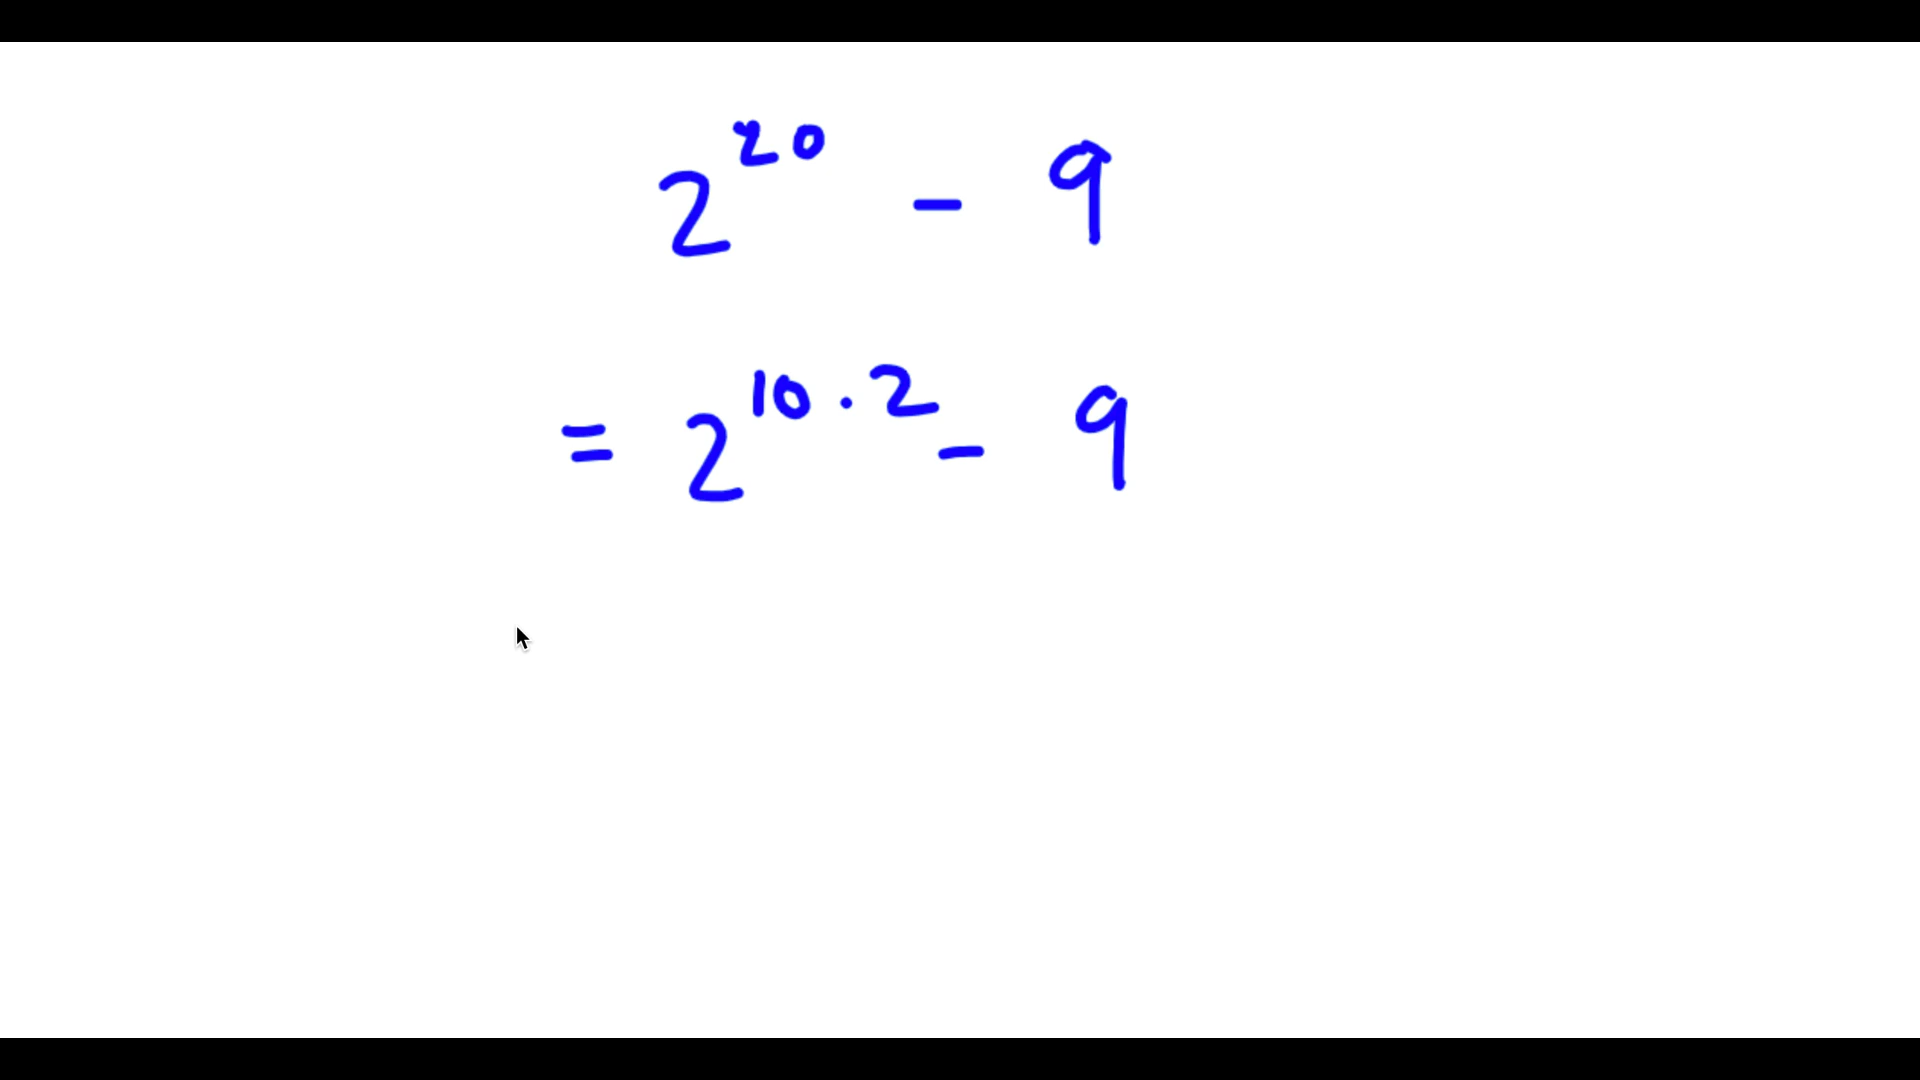 2^{20} - 9
= 2^{10 · 2} - 9